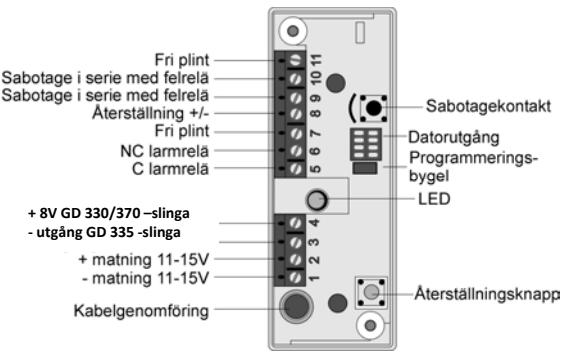 Fri plint
Sabotage i serie med felrelä
Sabotage i serie med felrelä
Återställning +/-
Fri plint
NC larmrelä
C larmrelä
+ 8V GD 330/370 –slinga
- utgång GD 335 -slinga
+ matning 11-15V
- matning 11-15V
Kabelgenomföring
11
10
9
8
7
6
5
4
3
2
1
Sabotagekontakt
Datorutgång
Programmerings-
bygel
LED
Återställningsknapp